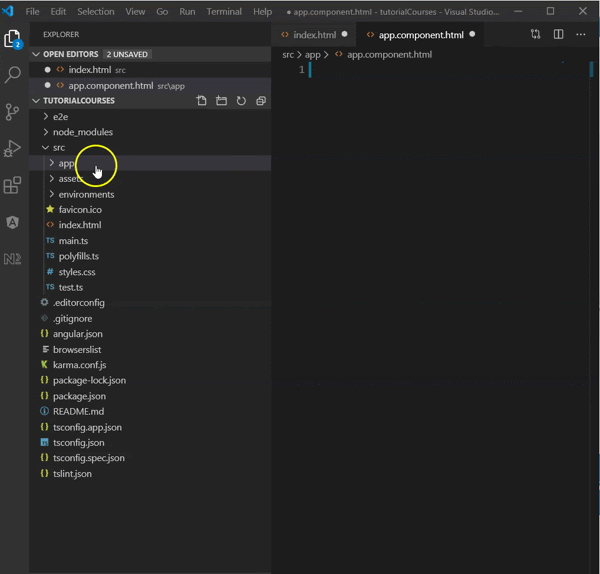 File Edit Selection View Go Run Terminal Help ● app.component.html - tutorialCourses - Visual Studio...
EXPLORER
index.html
app.component.html
OPEN EDITORS 2 UNSAVED
src > app > app.component.html
index.html src
1
app.component.html src\app
TUTORIALCOURSES
e2e
node_modules
src
app
assets
environments
favicon.ico
index.html
TS main.ts
TS polyfills.ts
# styles.css
TS test.ts
.editorconfig
.gitignore
{} angular.json
browserslist
karma.conf.js
{} package-lock.json
{} package.json
README.md
{} tsconfig.app.json
tsconfig.json
{} tsconfig.spec.json
{} tslint.json
2